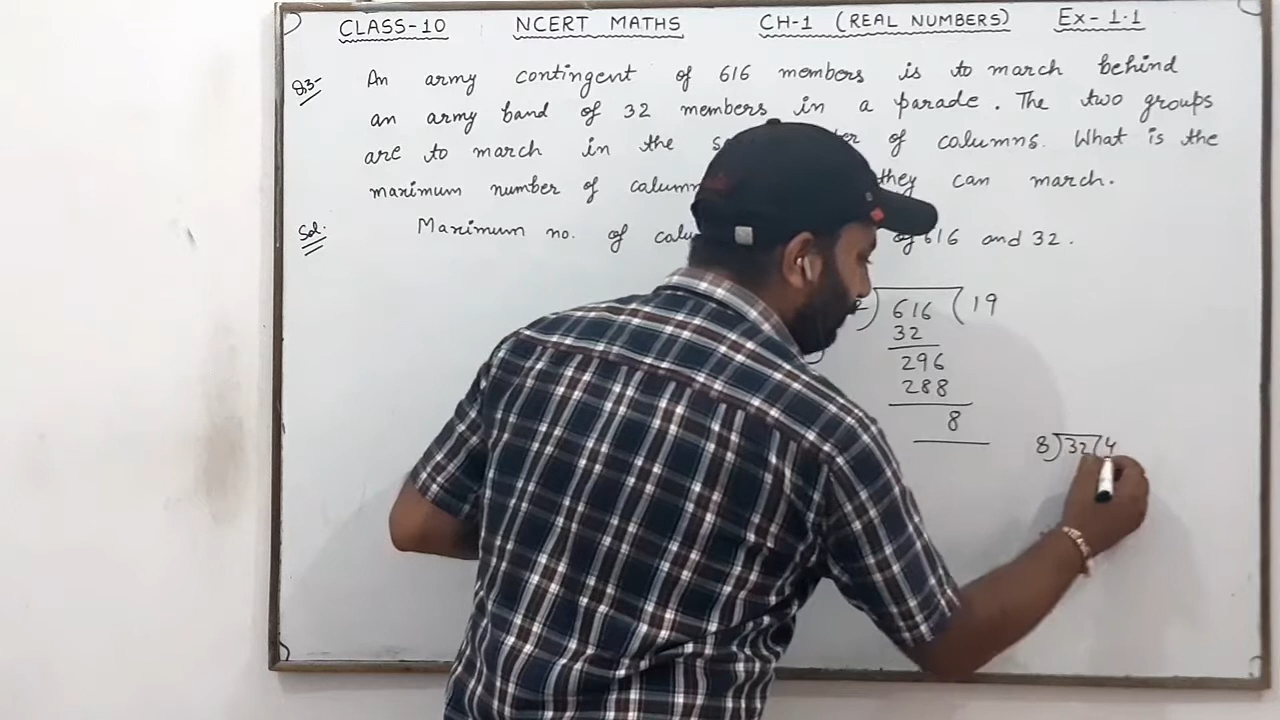 CLASS-10 NCERT MATHS CH-1 (REAL NUMBERS) Ex-1.1
Q3- An army contingent of 616 members is to march behind
an army band of 32 members in a parade. The two groups
are to march in the of columns. What is the
maximum number of they can march.
Sol. Maximum no. of of 616 and 32.
616 ( 19
32
296
288
8
8 ) 32 ( 4